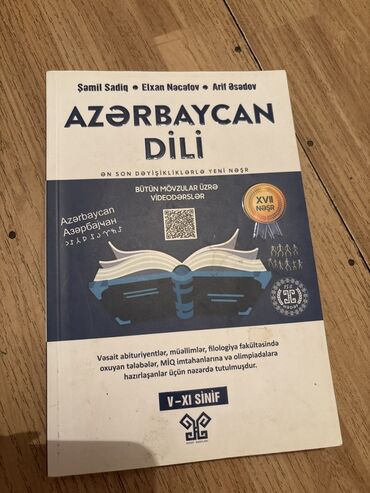 Şəmil Sadiq • Elxan Nəcəfov • Arif Əsədov
AZƏRBAYCAN
DİLİ
ƏN SON DƏYİŞİKLİKLƏRLƏ YENİ NƏŞR
BÜTÜN MÖVZULAR ÜZRƏ
VİDEODƏRSLƏR
XVII
NƏŞR
Azərbaycan
Азәрбајҹан
Vəsait abituriyentlər, müəllimlər, filologiya fakültəsində
oxuyan tələbələr, MİQ imtahanlarına və olimpiadalara
hazırlaşanlar üçün nəzərdə tutulmuşdur.
V–XI SİNİF